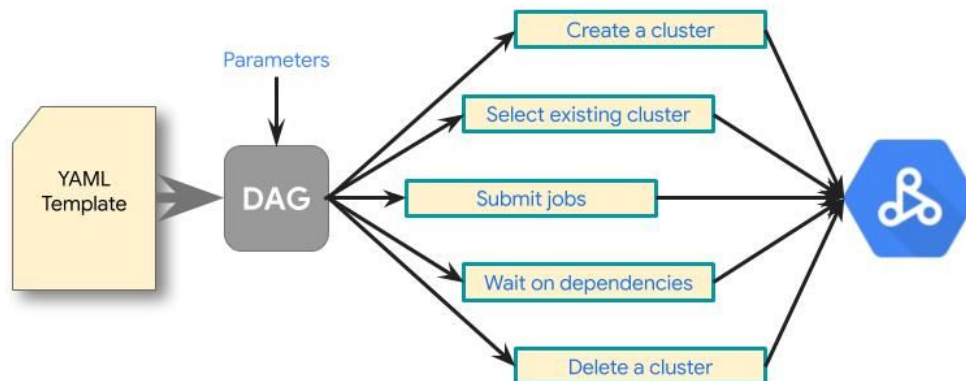 Parameters
YAML
Template
DAG
Create a cluster
Select existing cluster
Submit jobs
Wait on dependencies
Delete a cluster